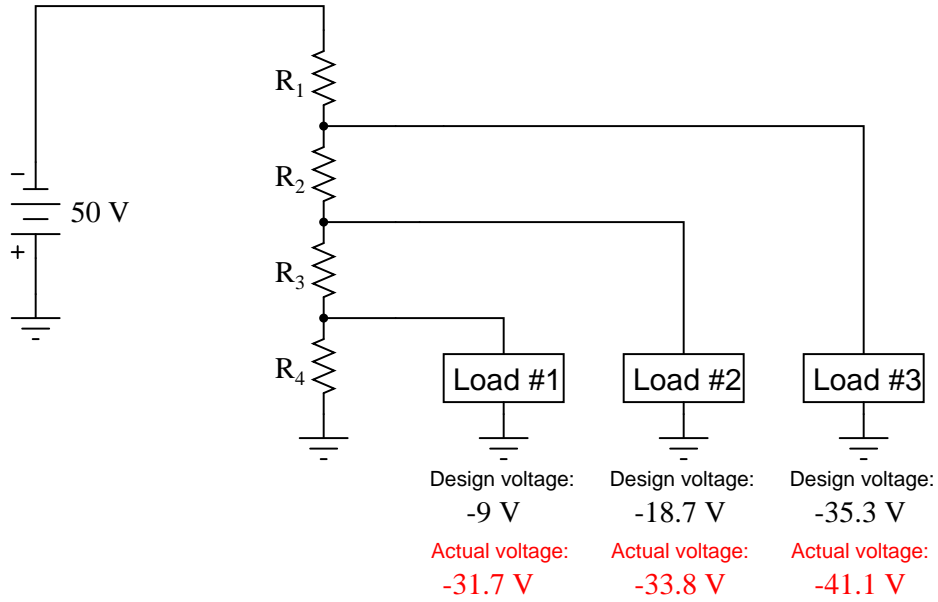 R1
−
R2
50 V
+
R3
R4
Load #1 Load #2 Load #3
Design voltage: Design voltage: Design voltage:
-9 V -18.7 V -35.3 V
Actual voltage: Actual voltage: Actual voltage:
-31.7 V -33.8 V -41.1 V